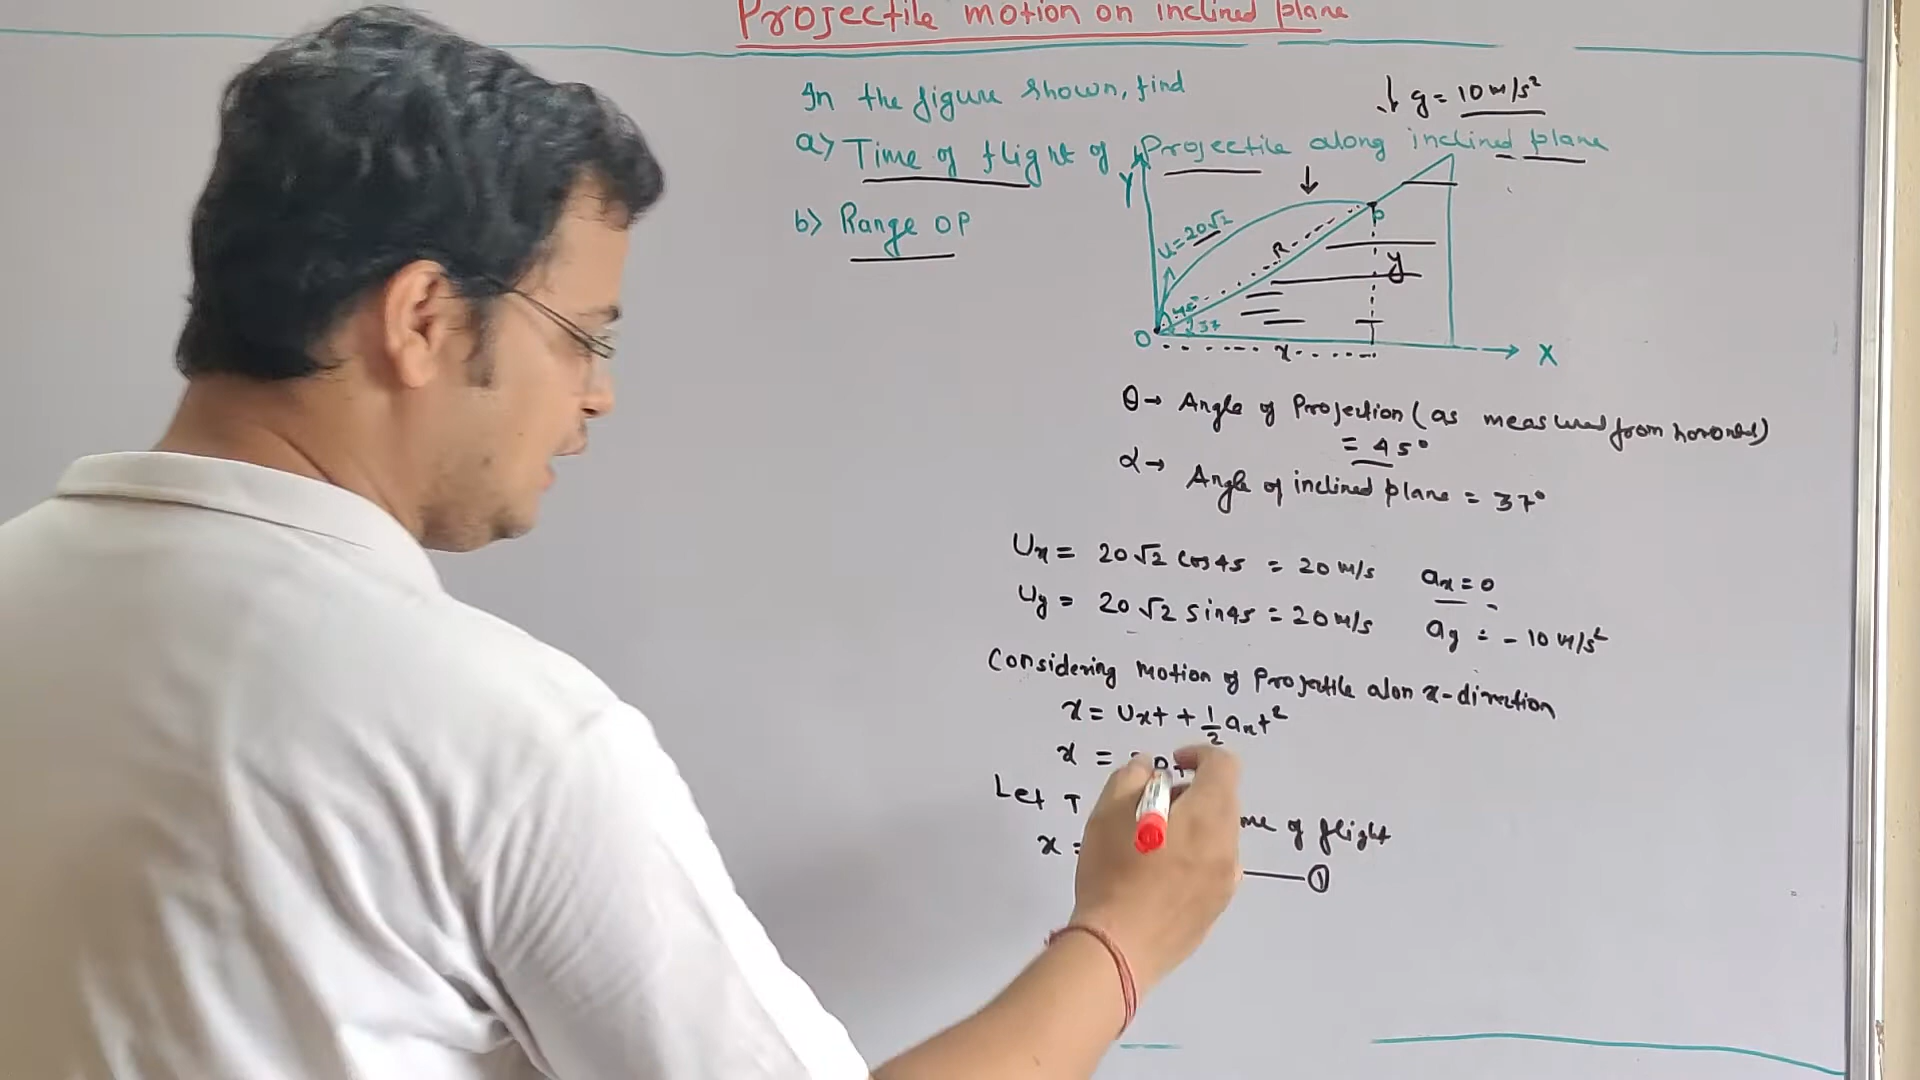 Projectile motion on inclined plane
In the figure shown, find
↓ g = 10 m/s²
a) Time of flight of Projectile along inclined plane
b) Range OP
Y
u = 20√2
P
R
y
45°
37
O
x
X
θ → Angle of Projection (as measured from
= 45°
α → Angle of inclined plane = 37°
Ux = 20√2 cos45 = 20 m/s ax = 0
Uy = 20√2 sin45 = 20 m/s ay = - 10 m/s²
Considering motion of Projectile alon x-direction
x = Uxt + 1/2 axt²
x =
Let T of flight
x = ①